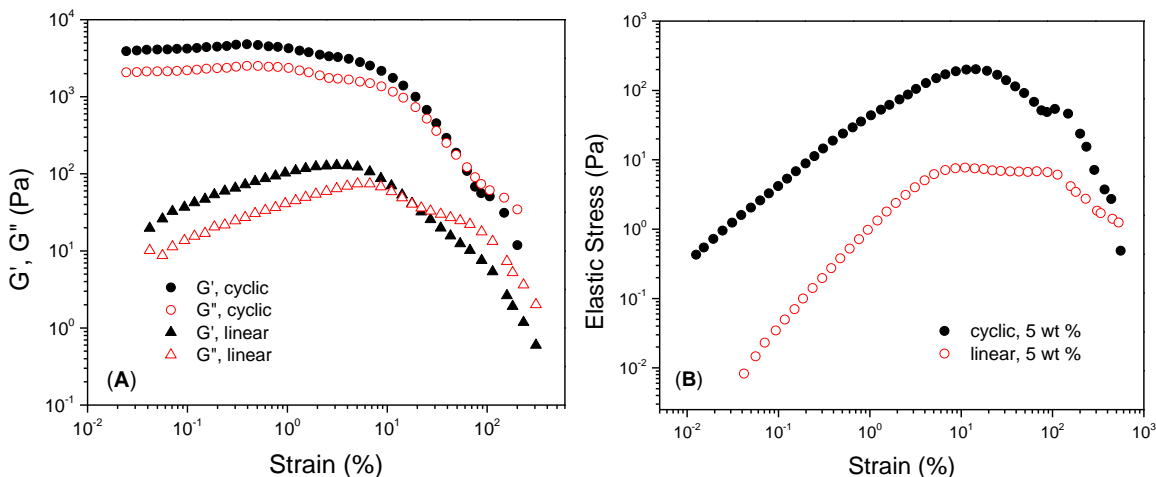 10^4
10^3
10^2
10^1
10^0
10^-1
G', G" (Pa)
G', cyclic
G", cyclic
G', linear
G", linear
(A)
10^-2
10^-1
10^0
10^1
10^2
Strain (%)
10^3
10^2
10^1
10^0
10^-1
10^-2
Elastic Stress (Pa)
cyclic, 5 wt %
linear, 5 wt %
(B)
10^-2
10^-1
10^0
10^1
10^2
10^3
Strain (%)